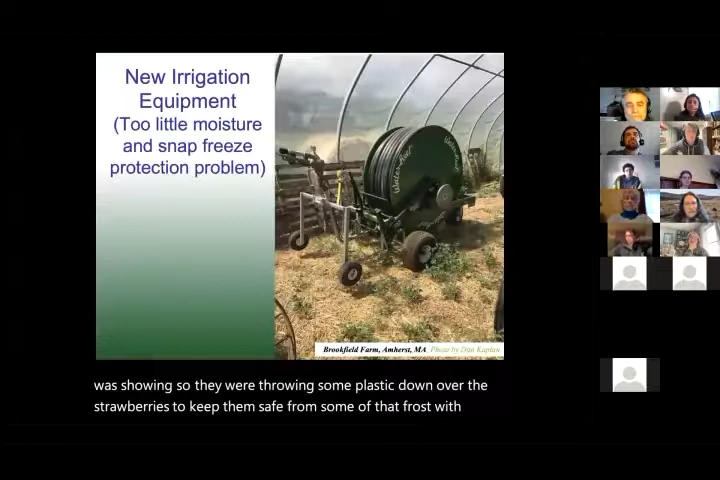 New Irrigation
Equipment
(Too little moisture
and snap freeze
protection problem)
Water-Reel
Brookfield Farm, Amherst, MA Photo by Dan Kaplan
was showing so they were throwing some plastic down over the
strawberries to keep them safe from some of that frost with